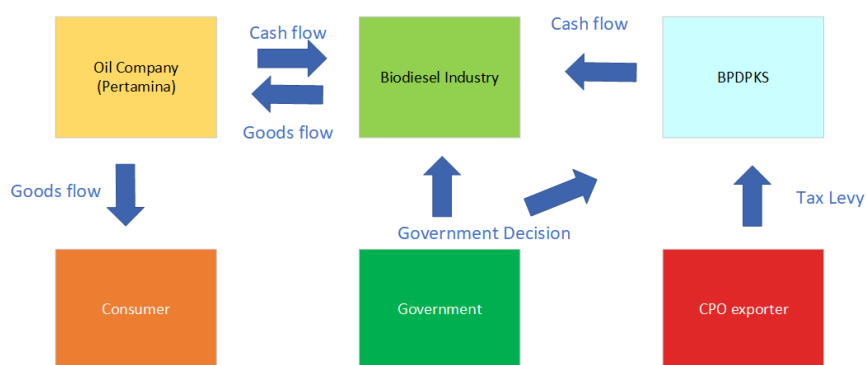 Cash flow
Cash flow
Oil Company
(Pertamina)
Biodiesel Industry
BPDPKS
Goods flow
Goods flow
Tax Levy
Government Decision
Consumer
Government
CPO exporter